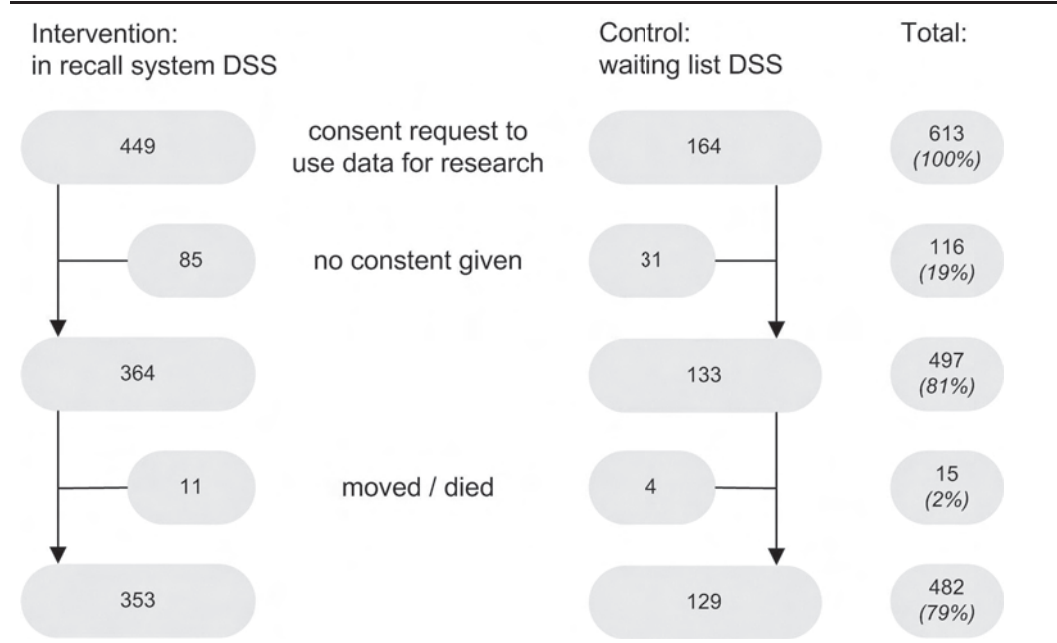 Intervention:
in recall system DSS
Control:
waiting list DSS
Total:
449
consent request to
use data for research
164
613
(100%)
85
no constent given
31
116
(19%)
364
133
497
(81%)
11
moved / died
4
15
(2%)
353
129
482
(79%)